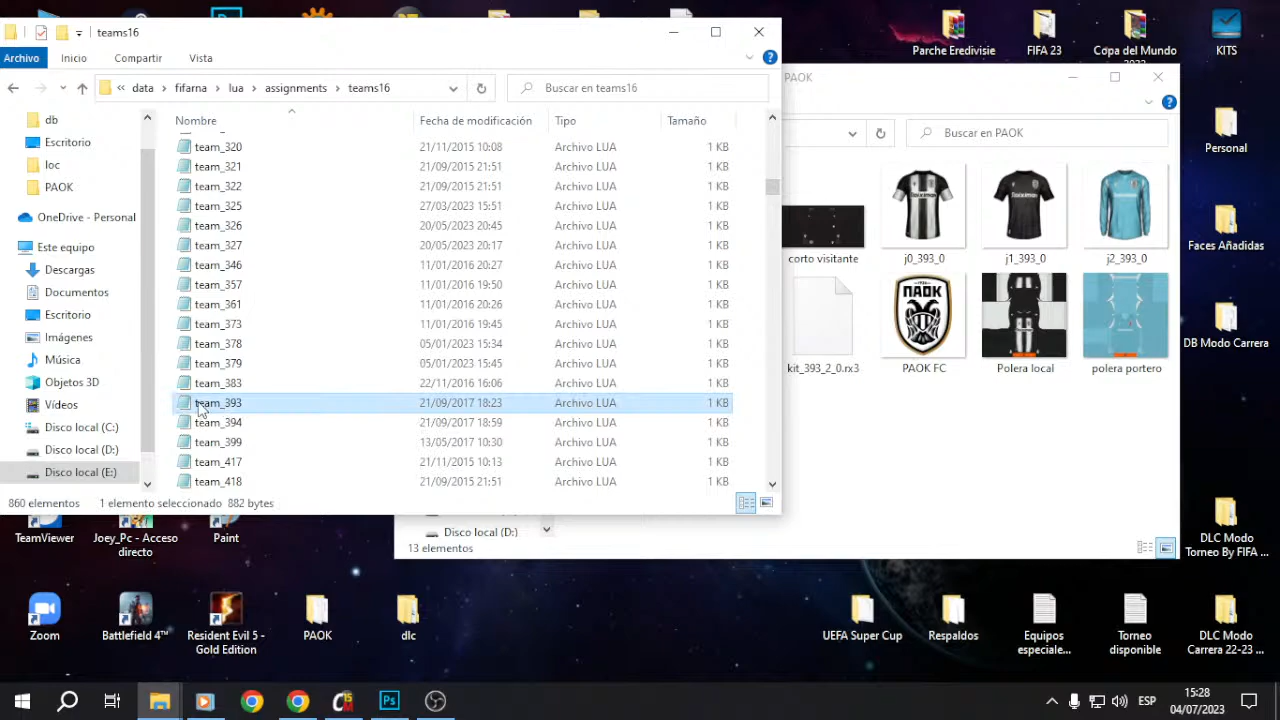 teams16
Archivo
Inicio
Compartir
Vista
« data › fifarna › lua › assignments › teams16
Buscar en teams16
Nombre
Fecha de modificación
Tipo
Tamaño
team_320 21/11/2015 10:08 Archivo LUA 1 KB
team_321 21/09/2015 21:51 Archivo LUA 1 KB
team_322 21/09/2015 21:51 Archivo LUA 1 KB
team_325 27/03/2023 15:51 Archivo LUA 1 KB
team_326 20/05/2023 20:45 Archivo LUA 1 KB
team_327 20/05/2023 20:17 Archivo LUA 1 KB
team_346 11/01/2016 20:27 Archivo LUA 1 KB
team_357 11/01/2016 19:50 Archivo LUA 1 KB
team_361 11/01/2016 20:26 Archivo LUA 1 KB
team_373 11/01/2016 19:45 Archivo LUA 1 KB
team_378 05/01/2023 15:34 Archivo LUA 1 KB
team_379 05/01/2023 15:45 Archivo LUA 1 KB
team_383 22/11/2016 16:06 Archivo LUA 1 KB
team_393 21/09/2017 18:23 Archivo LUA 1 KB
team_394 21/09/2017 18:59 Archivo LUA 1 KB
team_399 13/05/2017 10:30 Archivo LUA 1 KB
team_417 21/11/2015 10:13 Archivo LUA 1 KB
team_418 21/09/2015 21:51 Archivo LUA 1 KB
db
Escritorio
loc
PAOK
OneDrive - Personal
Este equipo
Descargas
Documentos
Escritorio
Imágenes
Música
Objetos 3D
Vídeos
Disco local (C:)
Disco local (D:)
Disco local (E:)
860 elementos
1 elemento seleccionado 882 bytes
PAOK
Buscar en PAOK
corto visitante
j0_393_0
j1_393_0
j2_393_0
kit_393_2_0.rx3
ΠΑΟΚ
PAOK FC
Polera local
polera portero
Disco local (D:)
13 elementos
Parche Eredivisie
FIFA 23
Copa del Mundo
KITS
Personal
Faces Añadidas
DB Modo
Carrera
DLC Modo
Torneo By FIFA ...
TeamViewer
Joey_Pc - Acceso
directo
Paint
Zoom
Battlefield 4™
Resident Evil 5 -
Gold Edition
PAOK
dlc
UEFA Super Cup
Respaldos
Equipos
especiale...
Torneo
disponible
DLC Modo
Carrera 22-23 ...
Ps
ESP
15:28
04/07/2023